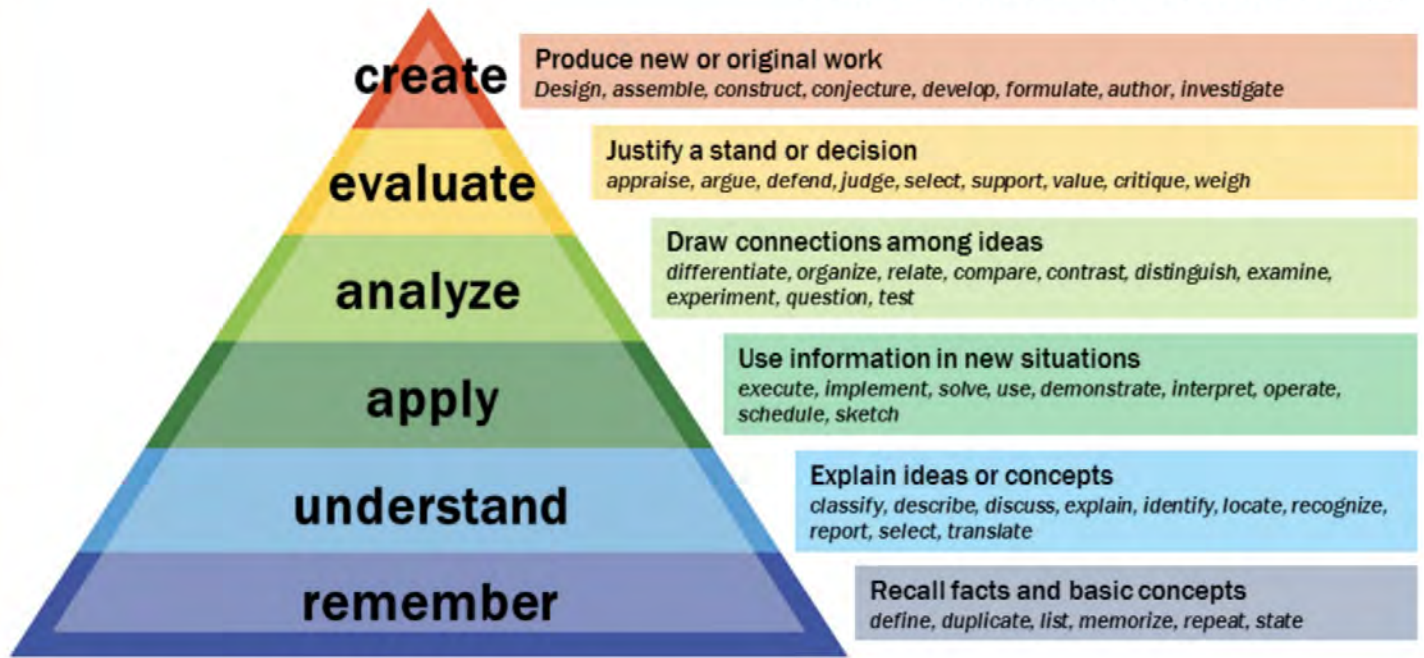 create
Produce new or original work
Design, assemble, construct, conjecture, develop, formulate, author, investigate
evaluate
Justify a stand or decision
appraise, argue, defend, judge, select, support, value, critique, weigh
analyze
Draw connections among ideas
differentiate, organize, relate, compare, contrast, distinguish, examine,
experiment, question, test
apply
Use information in new situations
execute, implement, solve, use, demonstrate, interpret, operate,
schedule, sketch
understand
Explain ideas or concepts
classify, describe, discuss, explain, identify, locate, recognize,
report, select, translate
remember
Recall facts and basic concepts
define, duplicate, list, memorize, repeat, state